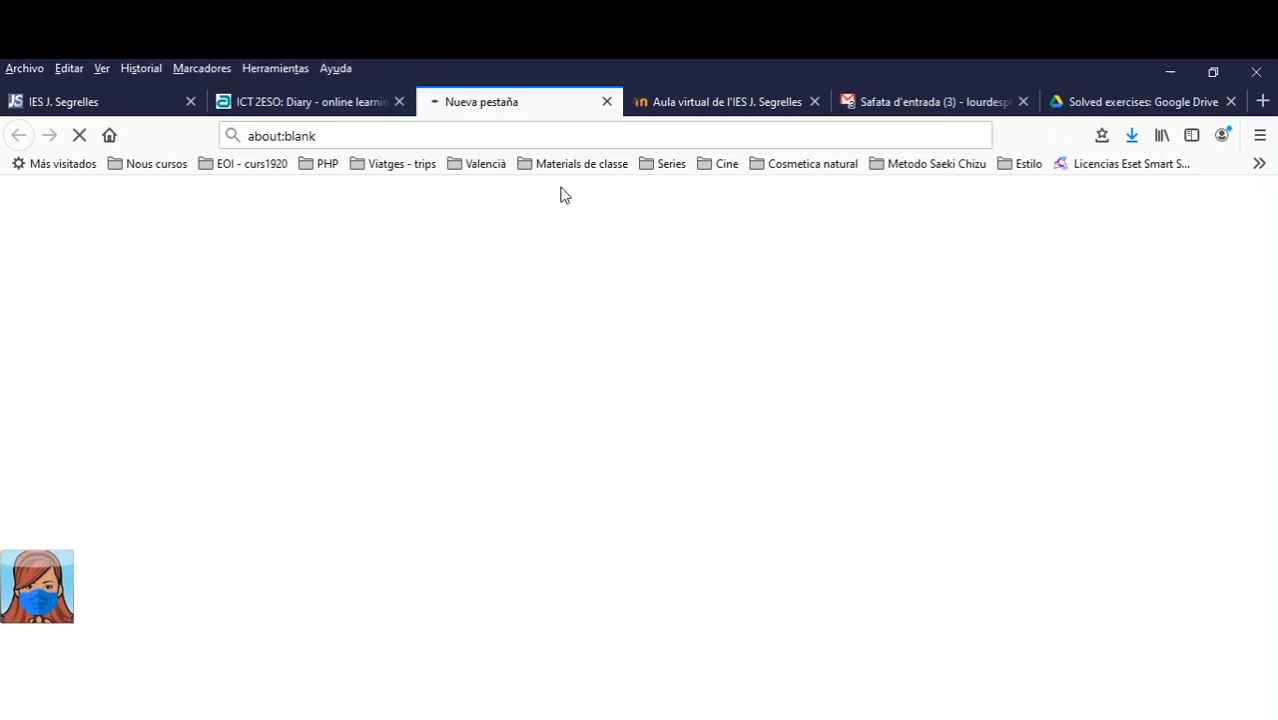 Archivo Editar Ver Historial Marcadores Herramientas Ayuda
IES J. Segrelles ICT 2ESO: Diary - online learnin Nueva pestaña Aula virtual de l'IES J. Segrelles Safata d'entrada (3) - lourdespl Solved exercises: Google Drive
about:blank
Más visitados Nous cursos EOI - curs1920 PHP Viatges - trips Valencià Materials de classe Series Cine Cosmetica natural Metodo Saeki Chizu Estilo Licencias Eset Smart S...